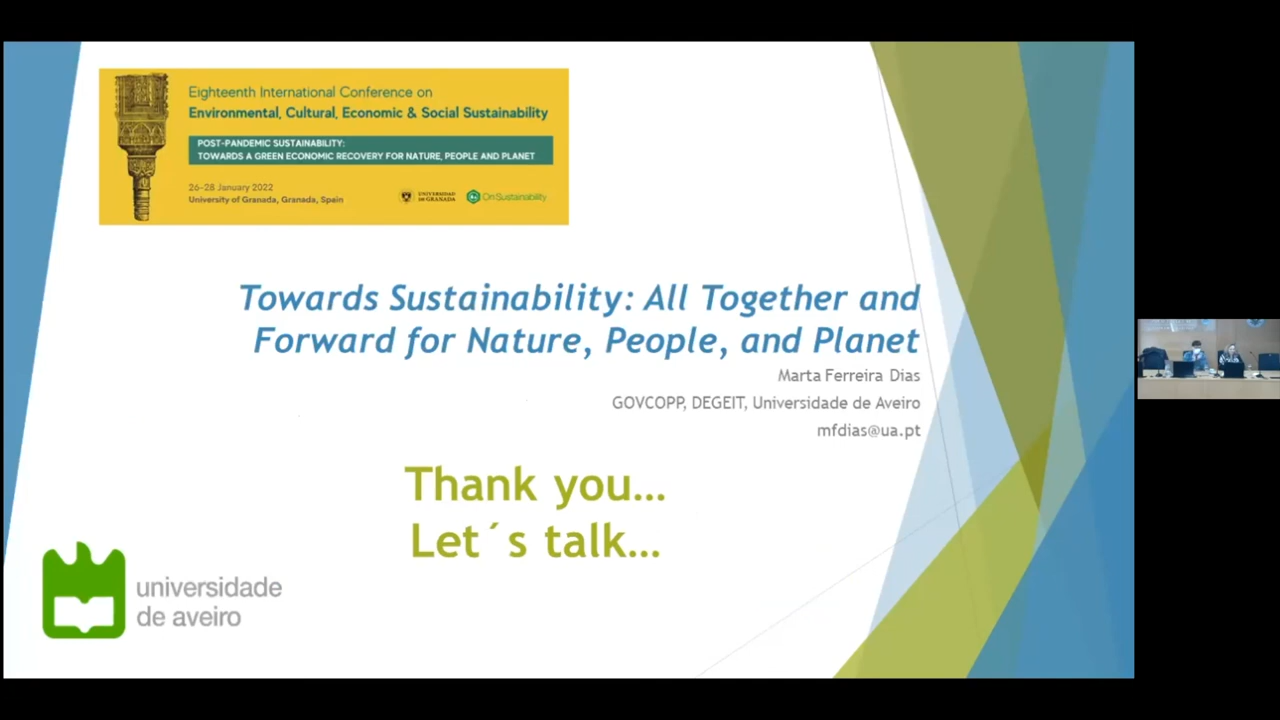 Eighteenth International Conference on
Environmental, Cultural, Economic & Social Sustainability
POST-PANDEMIC SUSTAINABILITY:
TOWARDS A GREEN ECONOMIC RECOVERY FOR NATURE, PEOPLE AND PLANET
26–28 January 2022
University of Granada, Granada, Spain
UNIVERSIDAD
DE GRANADA
On Sustainability
Towards Sustainability: All Together and
Forward for Nature, People, and Planet
Marta Ferreira Dias
GOVCOPP, DEGEIT, Universidade de Aveiro
mfdias@ua.pt
Thank you…
Let´s talk…
universidade
de aveiro